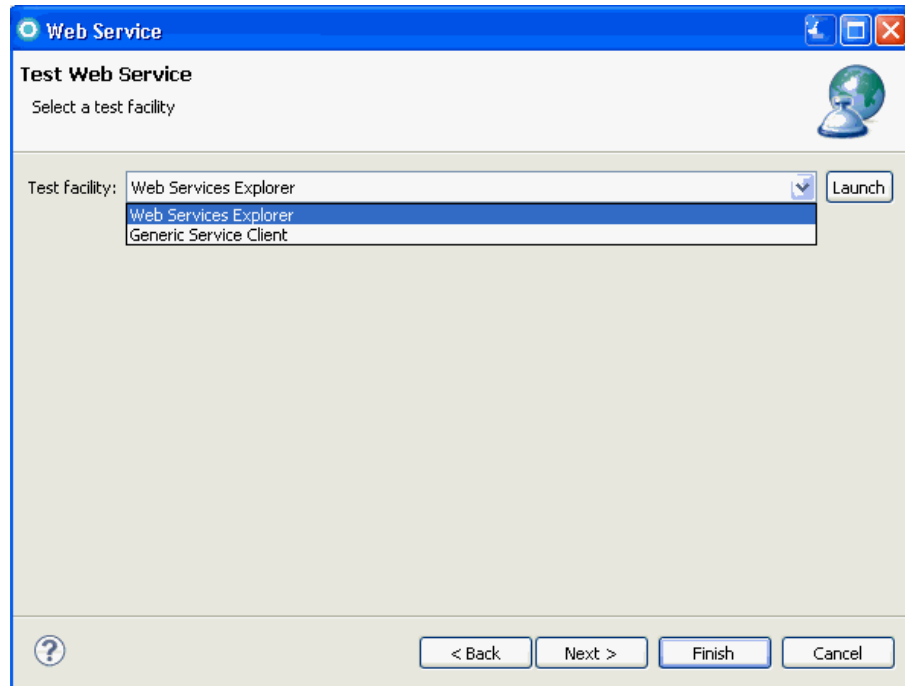 Web Service
Test Web Service
Select a test facility
Test facility: Web Services Explorer Launch
Web Services Explorer
Generic Service Client
? < Back Next > Finish Cancel